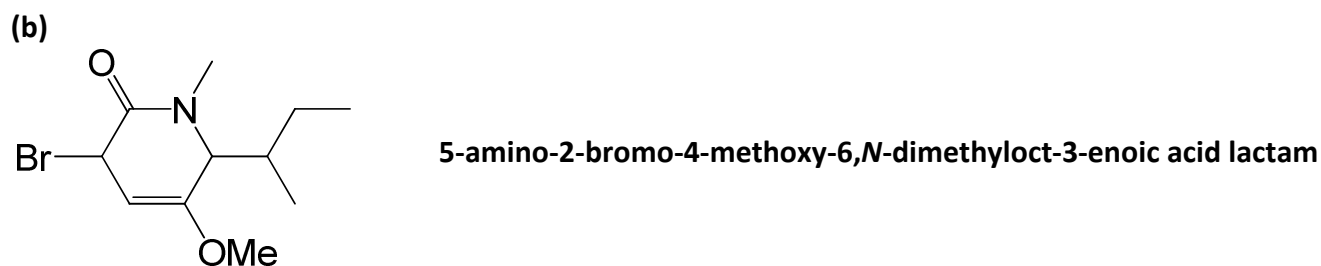 (b)
O
N
Br
5-amino-2-bromo-4-methoxy-6,N-dimethyloct-3-enoic acid lactam
OMe